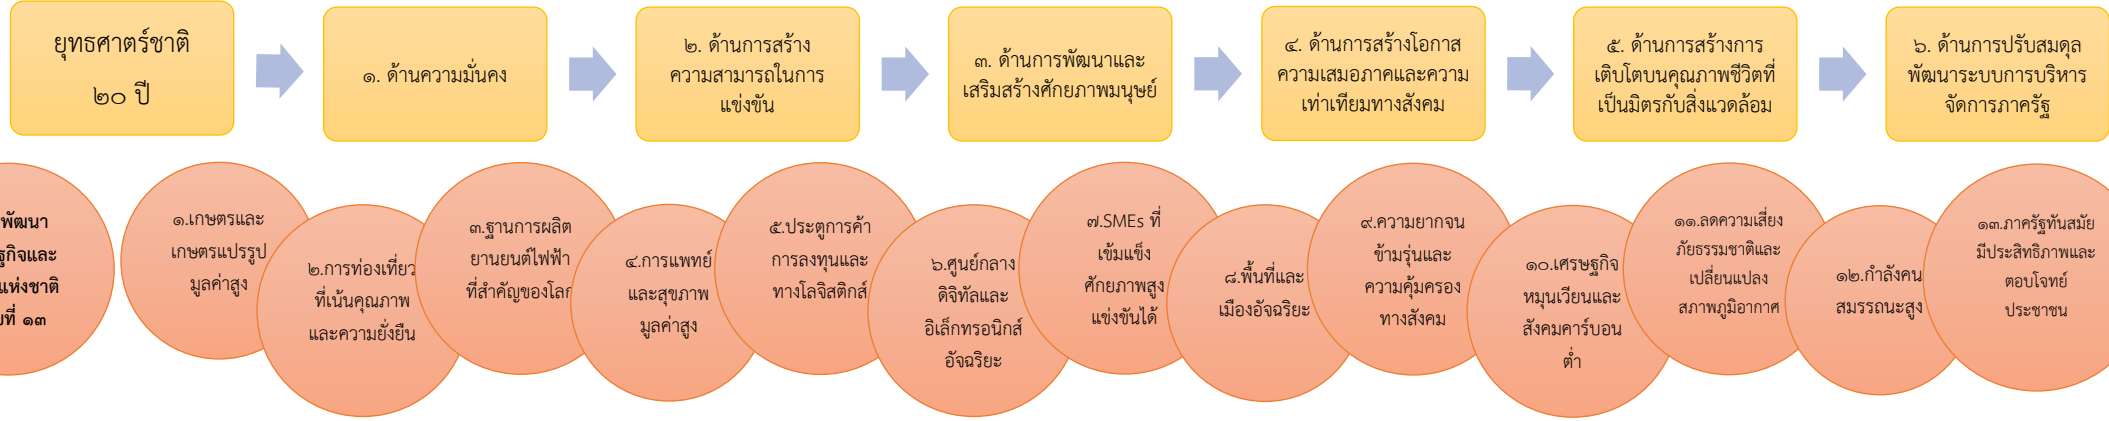 ยุทธศาตร์ชาติ
๒๐ ปี
๑. ด้านความมั่นคง
๒. ด้านการสร้าง
ความสามารถในการ
แข่งขัน
๓. ด้านการพัฒนาและ
เสริมสร้างศักยภาพมนุษย์
๔. ด้านการสร้างโอกาส
ความเสมอภาคและความ
เท่าเทียมทางสังคม
๕. ด้านการสร้างการ
เติบโตบนคุณภาพชีวิตที่
เป็นมิตรกับสิ่งแวดล้อม
๖. ด้านการปรับสมดุล
พัฒนาระบบการบริหาร
จัดการภาครัฐ
พัฒนา
ฐกิจและ
แห่งชาติ
ที่ ๑๓
๑.เกษตรและ
เกษตรแปรรูป
มูลค่าสูง
๒.การท่องเที่ยว
ที่เน้นคุณภาพ
และความยั่งยืน
๓.ฐานการผลิต
ยานยนต์ไฟฟ้า
ที่สำคัญของโลก
๔.การแพทย์
และสุขภาพ
มูลค่าสูง
๕.ประตูการค้า
การลงทุนและ
ทางโลจิสติกส์
๖.ศูนย์กลาง
ดิจิทัลและ
อิเล็กทรอนิกส์
อัจฉริยะ
๗.SMEs ที่
เข้มแข็ง
ศักยภาพสูง
แข่งขันได้
๘.พื้นที่และ
เมืองอัจฉริยะ
๙.ความยากจน
ข้ามรุ่นและ
ความคุ้มครอง
ทางสังคม
๑๐.เศรษฐกิจ
หมุนเวียนและ
สังคมคาร์บอน
ต่ำ
๑๑.ลดความเสี่ยง
ภัยธรรมชาติและ
เปลี่ยนแปลง
สภาพภูมิอากาศ
๑๒.กำลังคน
สมรรถนะสูง
๑๓.ภาครัฐทันสมัย
มีประสิทธิภาพและ
ตอบโจทย์
ประชาชน